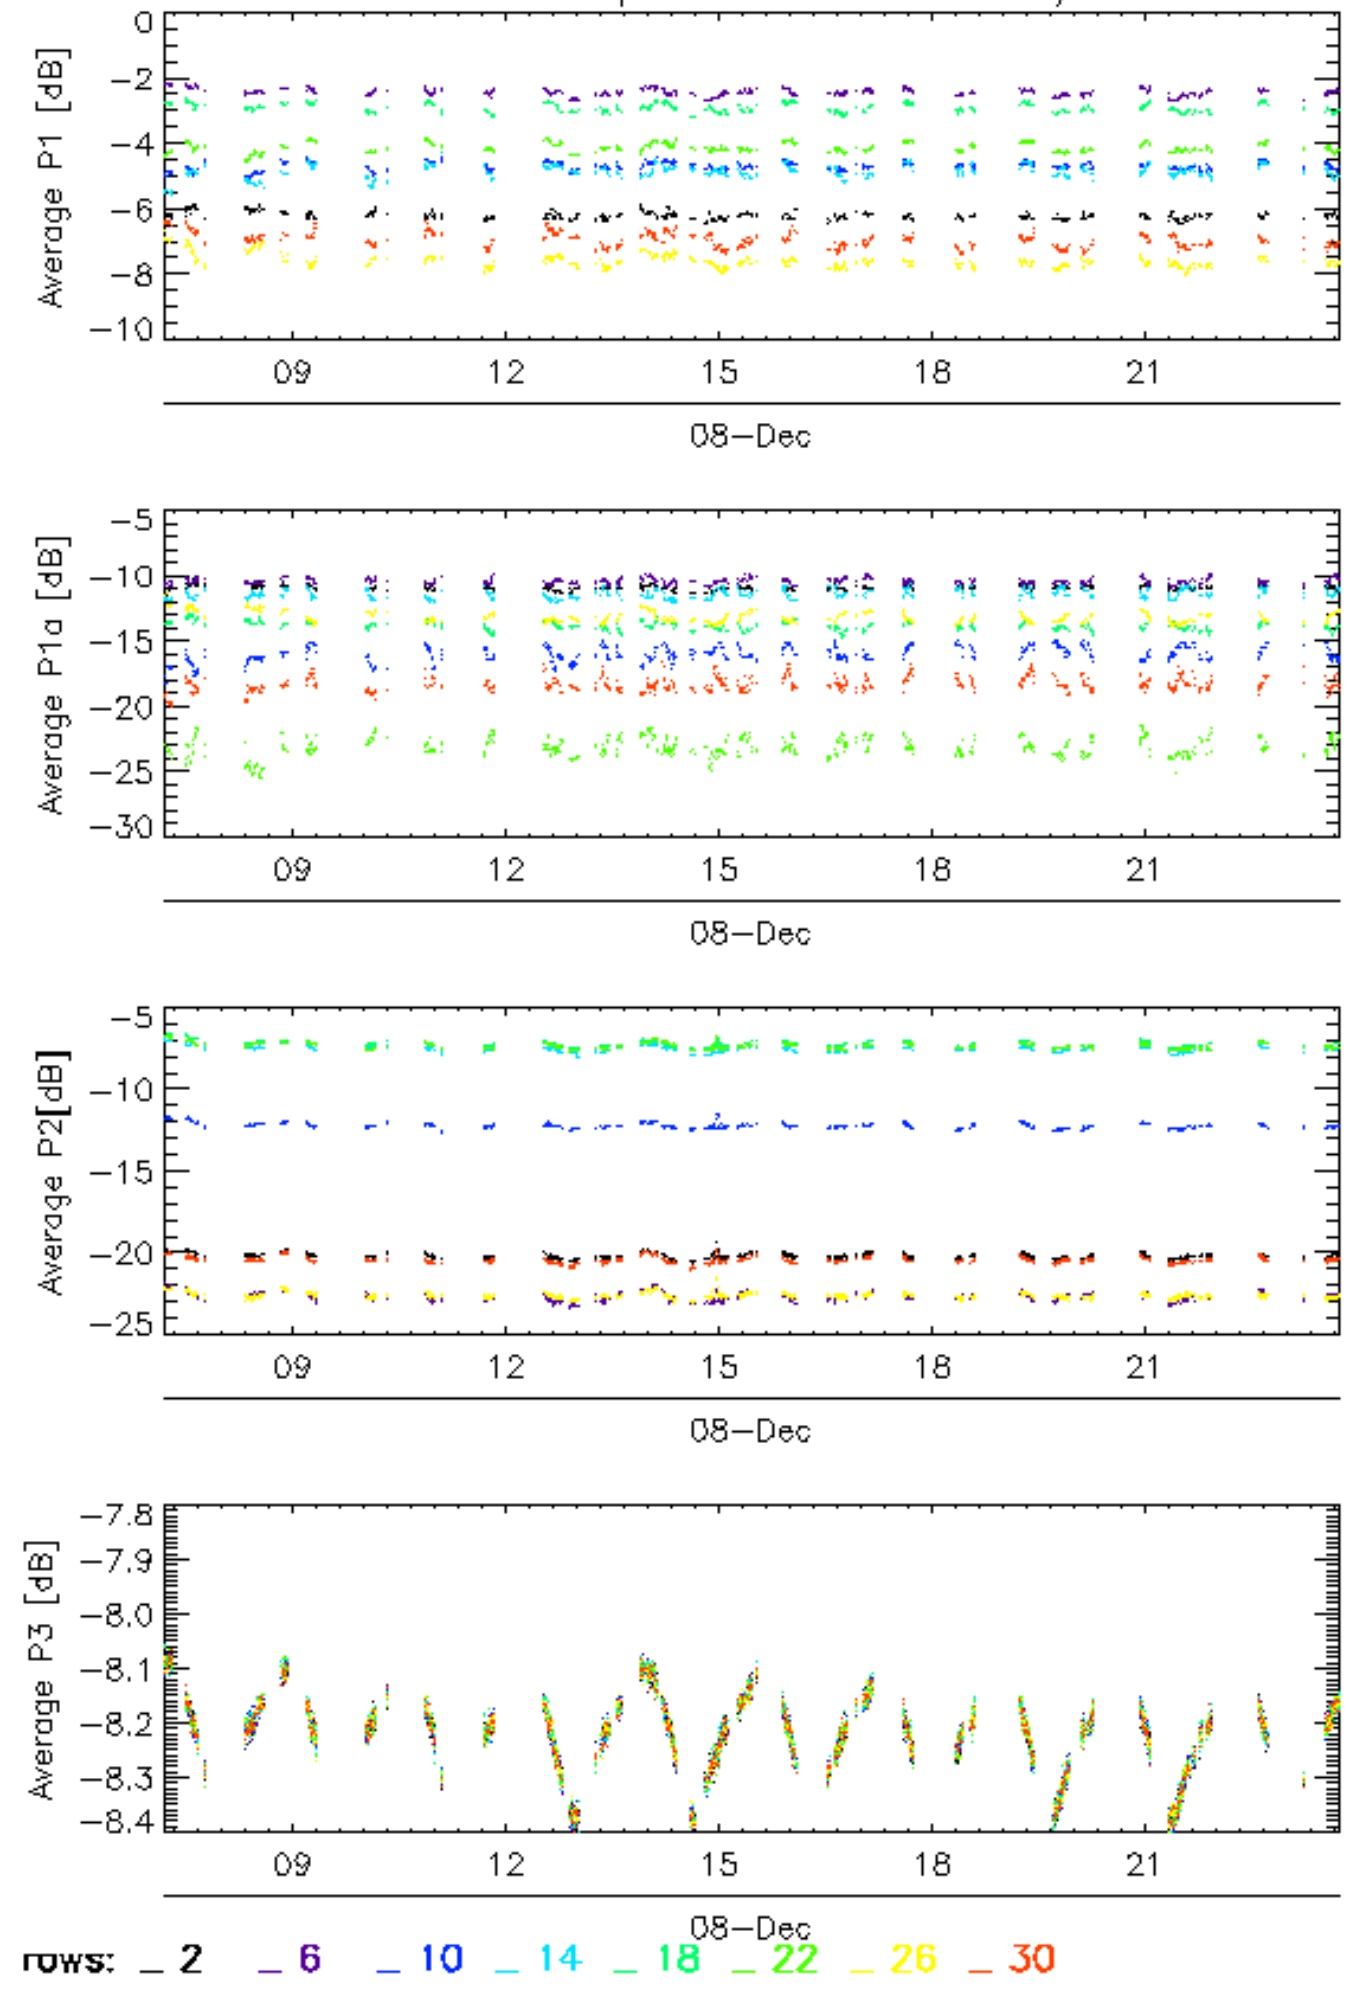 0
−2
−4
−6
−8
−10
Average P1 [dB]
09 12 15 18 21
08−Dec
−5
−10
−15
−20
−25
−30
Average P1a [dB]
09 12 15 18 21
08−Dec
−5
−10
−15
−20
−25
Average P2[dB]
09 12 15 18 21
08−Dec
−7.8
−7.9
−8.0
−8.1
−8.2
−8.3
−8.4
Average P3 [dB]
09 12 15 18 21
08−Dec
rows: _ 2 _ 6 _ 10 _ 14 _ 18 _ 22 _ 26 _ 30